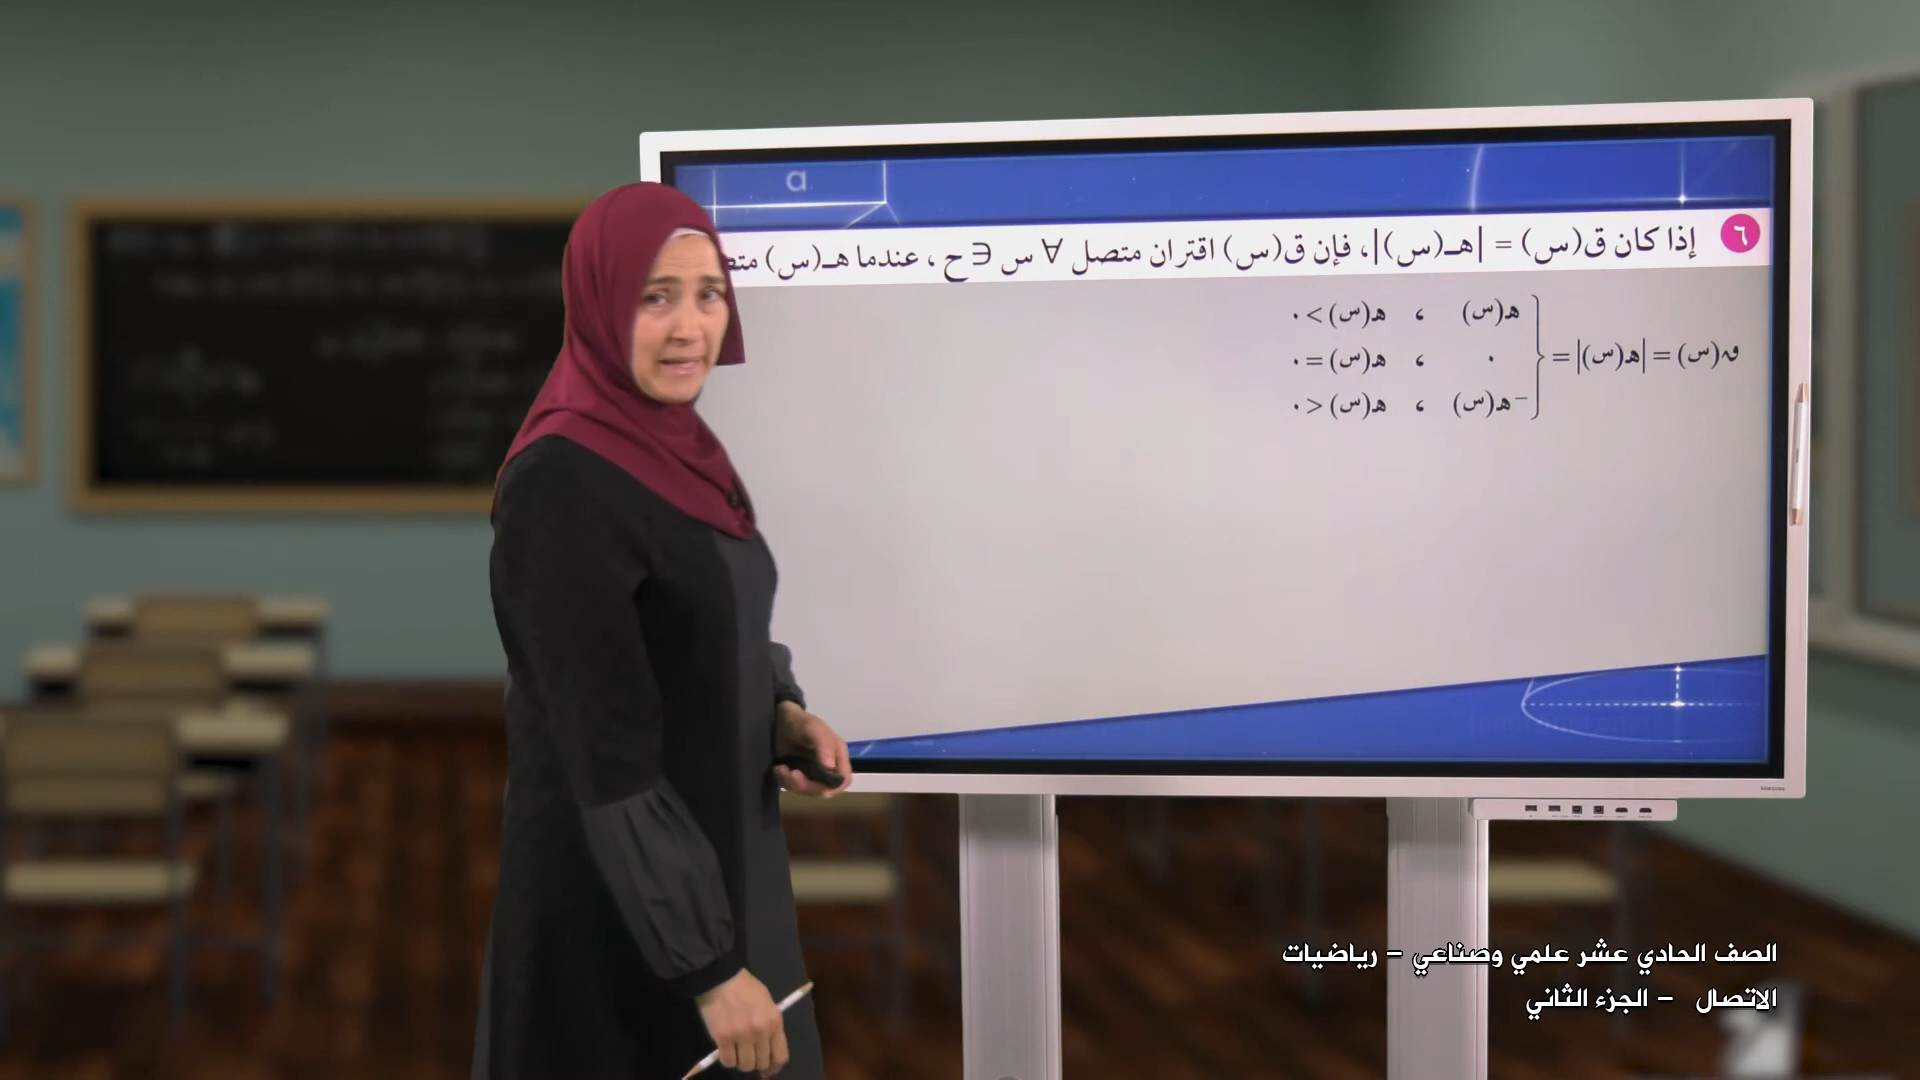 a
٦ إذا كان ق(س) = |هـ(س)|، فإن ق(س) اقتران متصل ∀ س ∈ ح ، عندما هـ(س)
هـ(س) ، هـ(س) > ٠
ق(س) = |هـ(س)| = ٠ ، هـ(س) = ٠
-هـ(س) ، هـ(س) < ٠
SAMSUNG
الصف الحادي عشر علمي وصناعي - رياضيات
الاتصال - الجزء الثاني